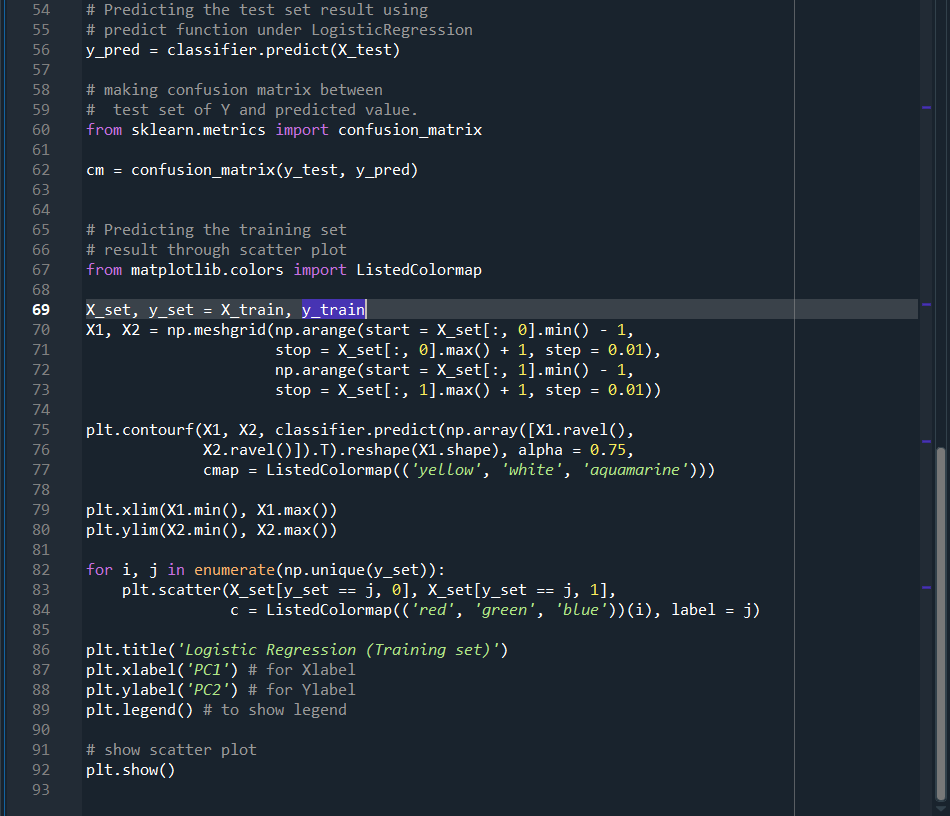 54 # Predicting the test set result using
55 # predict function under LogisticRegression
56 y_pred = classifier.predict(X_test)
57
58 # making confusion matrix between
59 #  test set of Y and predicted value.
60 from sklearn.metrics import confusion_matrix
61
62 cm = confusion_matrix(y_test, y_pred)
63
64
65 # Predicting the training set
66 # result through scatter plot
67 from matplotlib.colors import ListedColormap
68
69 X_set, y_set = X_train, y_train
70 X1, X2 = np.meshgrid(np.arange(start = X_set[:, 0].min() - 1,
71                      stop = X_set[:, 0].max() + 1, step = 0.01),
72                      np.arange(start = X_set[:, 1].min() - 1,
73                      stop = X_set[:, 1].max() + 1, step = 0.01))
74
75 plt.contourf(X1, X2, classifier.predict(np.array([X1.ravel(),
76              X2.ravel()]).T).reshape(X1.shape), alpha = 0.75,
77              cmap = ListedColormap(('yellow', 'white', 'aquamarine')))
78
79 plt.xlim(X1.min(), X1.max())
80 plt.ylim(X2.min(), X2.max())
81
82 for i, j in enumerate(np.unique(y_set)):
83     plt.scatter(X_set[y_set == j, 0], X_set[y_set == j, 1],
84                 c = ListedColormap(('red', 'green', 'blue'))(i), label = j)
85
86 plt.title('Logistic Regression (Training set)')
87 plt.xlabel('PC1') # for Xlabel
88 plt.ylabel('PC2') # for Ylabel
89 plt.legend() # to show legend
90
91 # show scatter plot
92 plt.show()
93